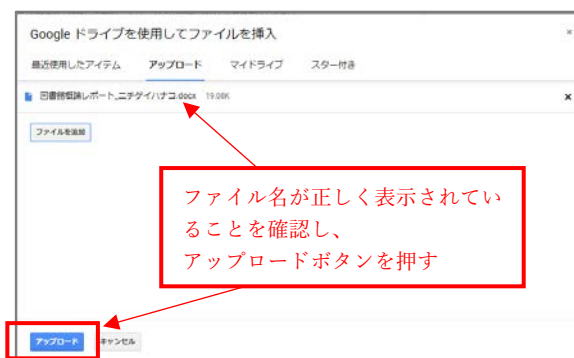 Google ドライブを使用してファイルを挿入
×
最近使用したアイテム アップロード マイドライブ スター付き
図書館概論レポート_ニチゲイハナコ.docx 19.08K
×
ファイルを追加
ファイル名が正しく表示されてい
ることを確認し、
アップロードボタンを押す
アップロード キャンセル